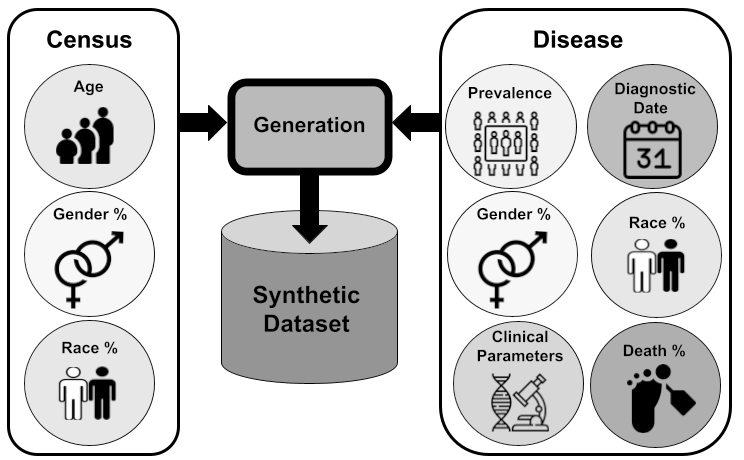 Census
Age
Gender %
Race %
Generation
Synthetic
Dataset
Disease
Prevalence
Diagnostic
Date
31
Gender %
Race %
Clinical
Parameters
Death %